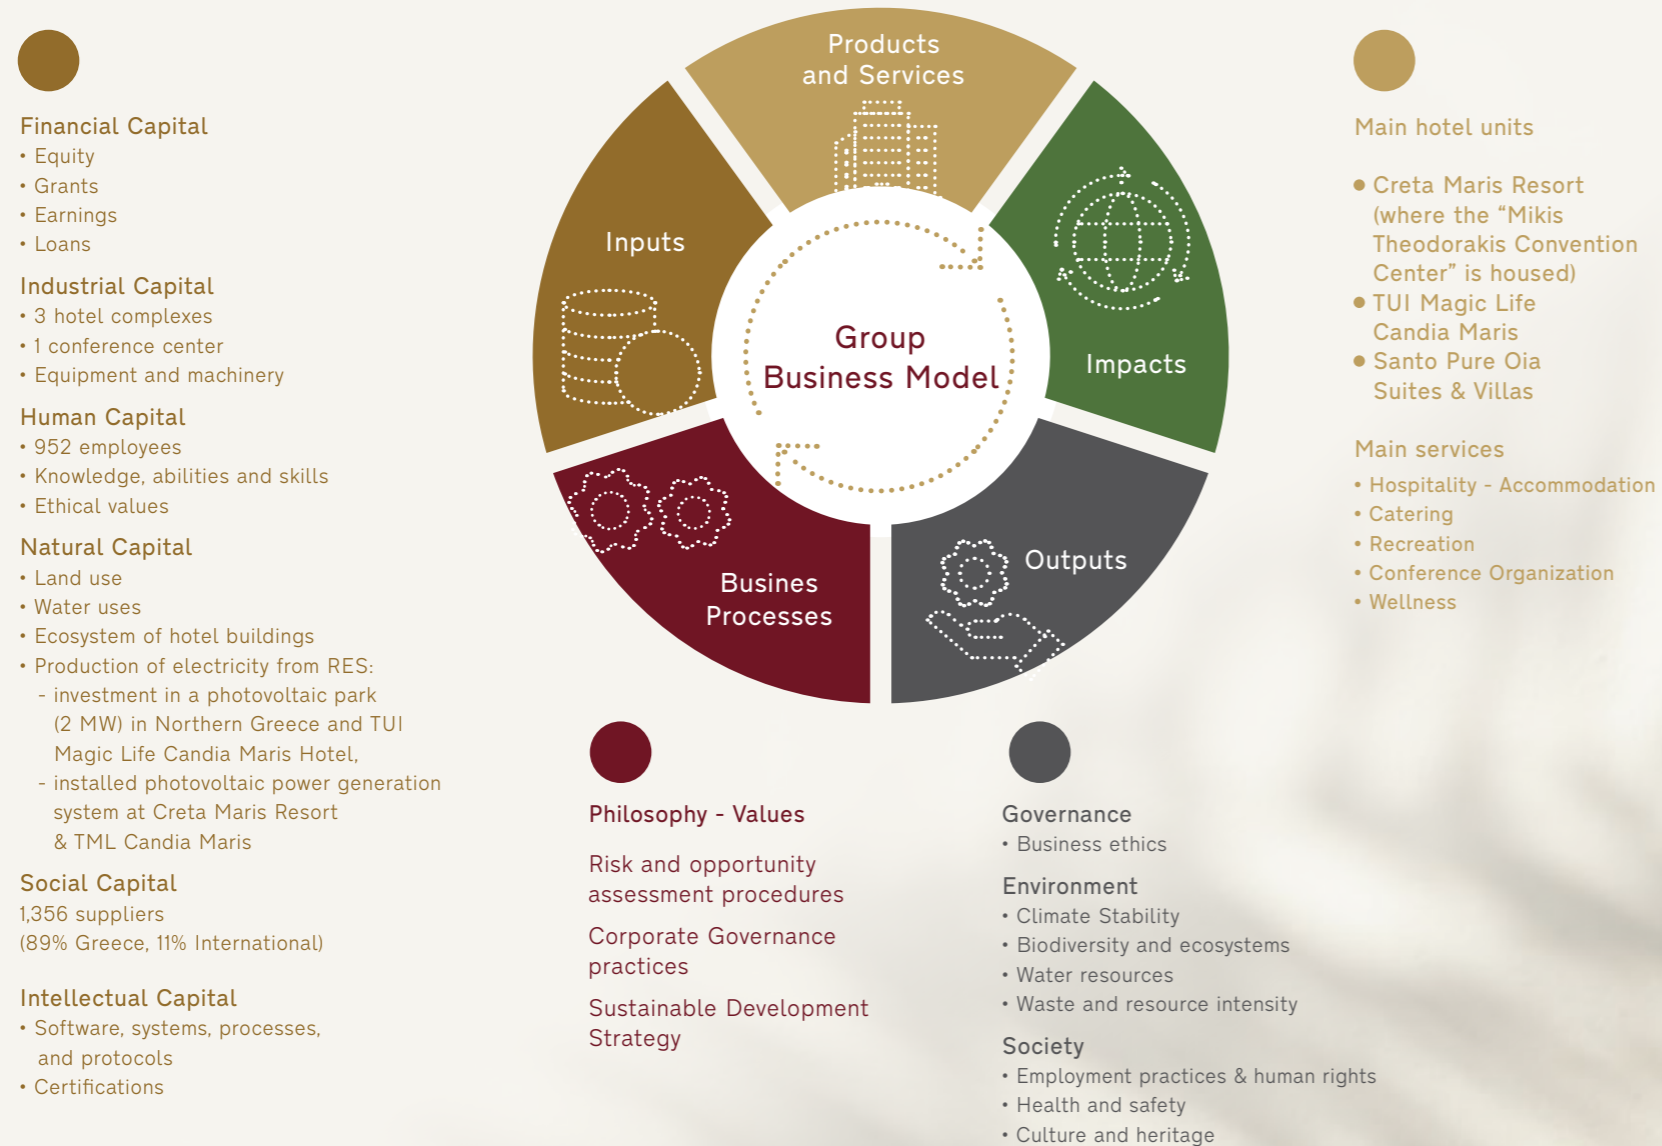 Financial Capital
• Equity
• Grants
• Earnings
• Loans
Industrial Capital
• 3 hotel complexes
• 1 conference center
• Equipment and machinery
Human Capital
• 952 employees
• Knowledge, abilities and skills
• Ethical values
Natural Capital
• Land use
• Water uses
• Ecosystem of hotel buildings
• Production of electricity from RES:
- investment in a photovoltaic park
(2 MW) in Northern Greece and TUI
Magic Life Candia Maris Hotel,
- installed photovoltaic power generation
system at Creta Maris Resort
& TML Candia Maris
Social Capital
1,356 suppliers
(89% Greece, 11% International)
Intellectual Capital
• Software, systems, processes,
and protocols
• Certifications
Products
and Services
Inputs
Impacts
Group
Business Model
Busines
Processes
Outputs
Philosophy - Values
Risk and opportunity
assessment procedures
Corporate Governance
practices
Sustainable Development
Strategy
Governance
• Business ethics
Environment
• Climate Stability
• Biodiversity and ecosystems
• Water resources
• Waste and resource intensity
Society
• Employment practices & human rights
• Health and safety
• Culture and heritage
Main hotel units
• Creta Maris Resort
(where the “Mikis
Theodorakis Convention
Center” is housed)
• TUI Magic Life
Candia Maris
• Santo Pure Oia
Suites & Villas
Main services
• Hospitality - Accommodation
• Catering
• Recreation
• Conference Organization
• Wellness